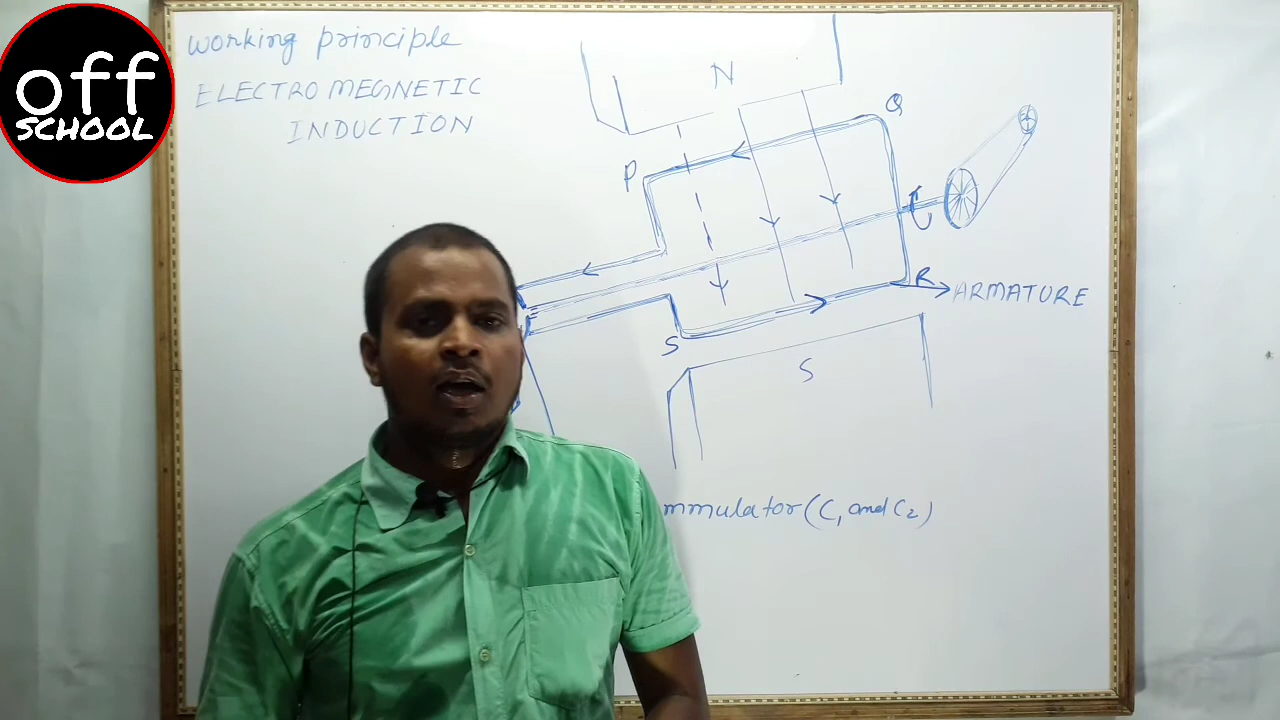 off
SCHOOL
working principle
ELECTRO MEGNETIC
INDUCTION
N
Q
P
R
ARMATURE
S
S
mmulator (C1 and C2)